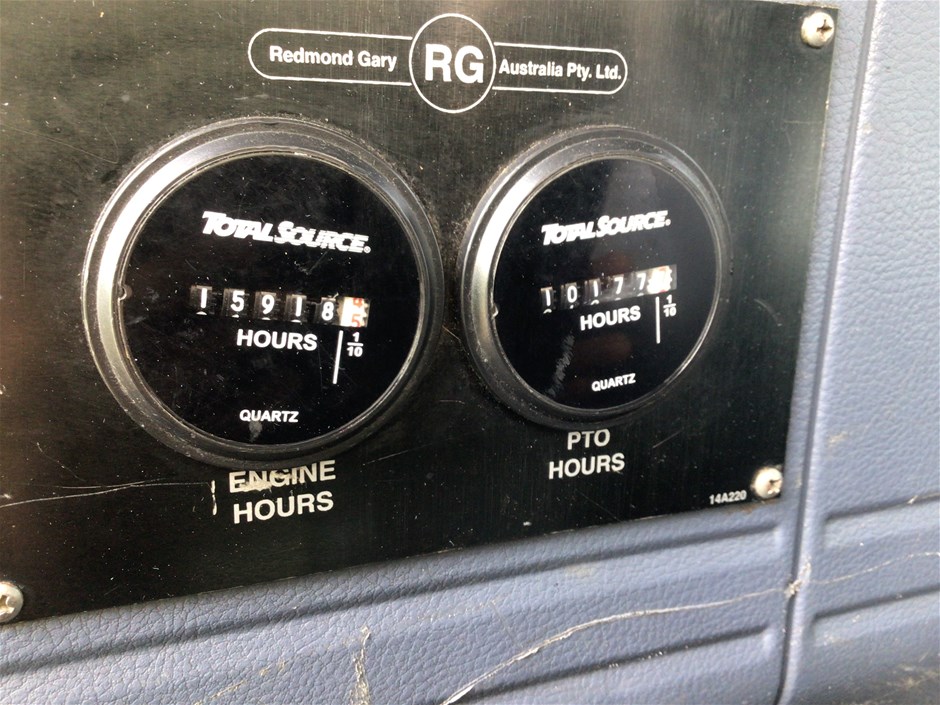 Redmond Gary RG Australia Pty. Ltd.
TOTALSOURCE.
15918
HOURS
1/10
QUARTZ
ENGINE
HOURS
TOTALSOURCE.
10177
HOURS
1/10
QUARTZ
PTO
HOURS
14A220